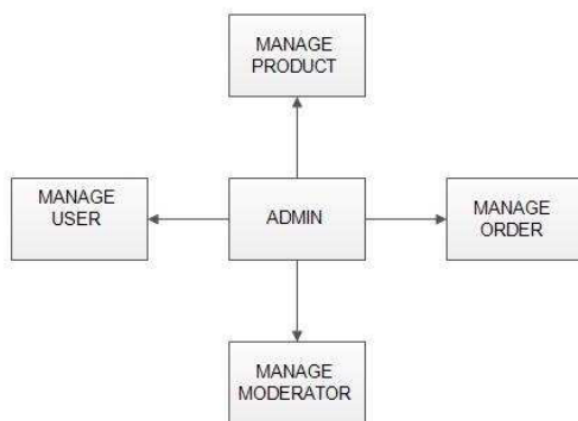 MANAGE
PRODUCT
MANAGE
USER
ADMIN
MANAGE
ORDER
MANAGE
MODERATOR